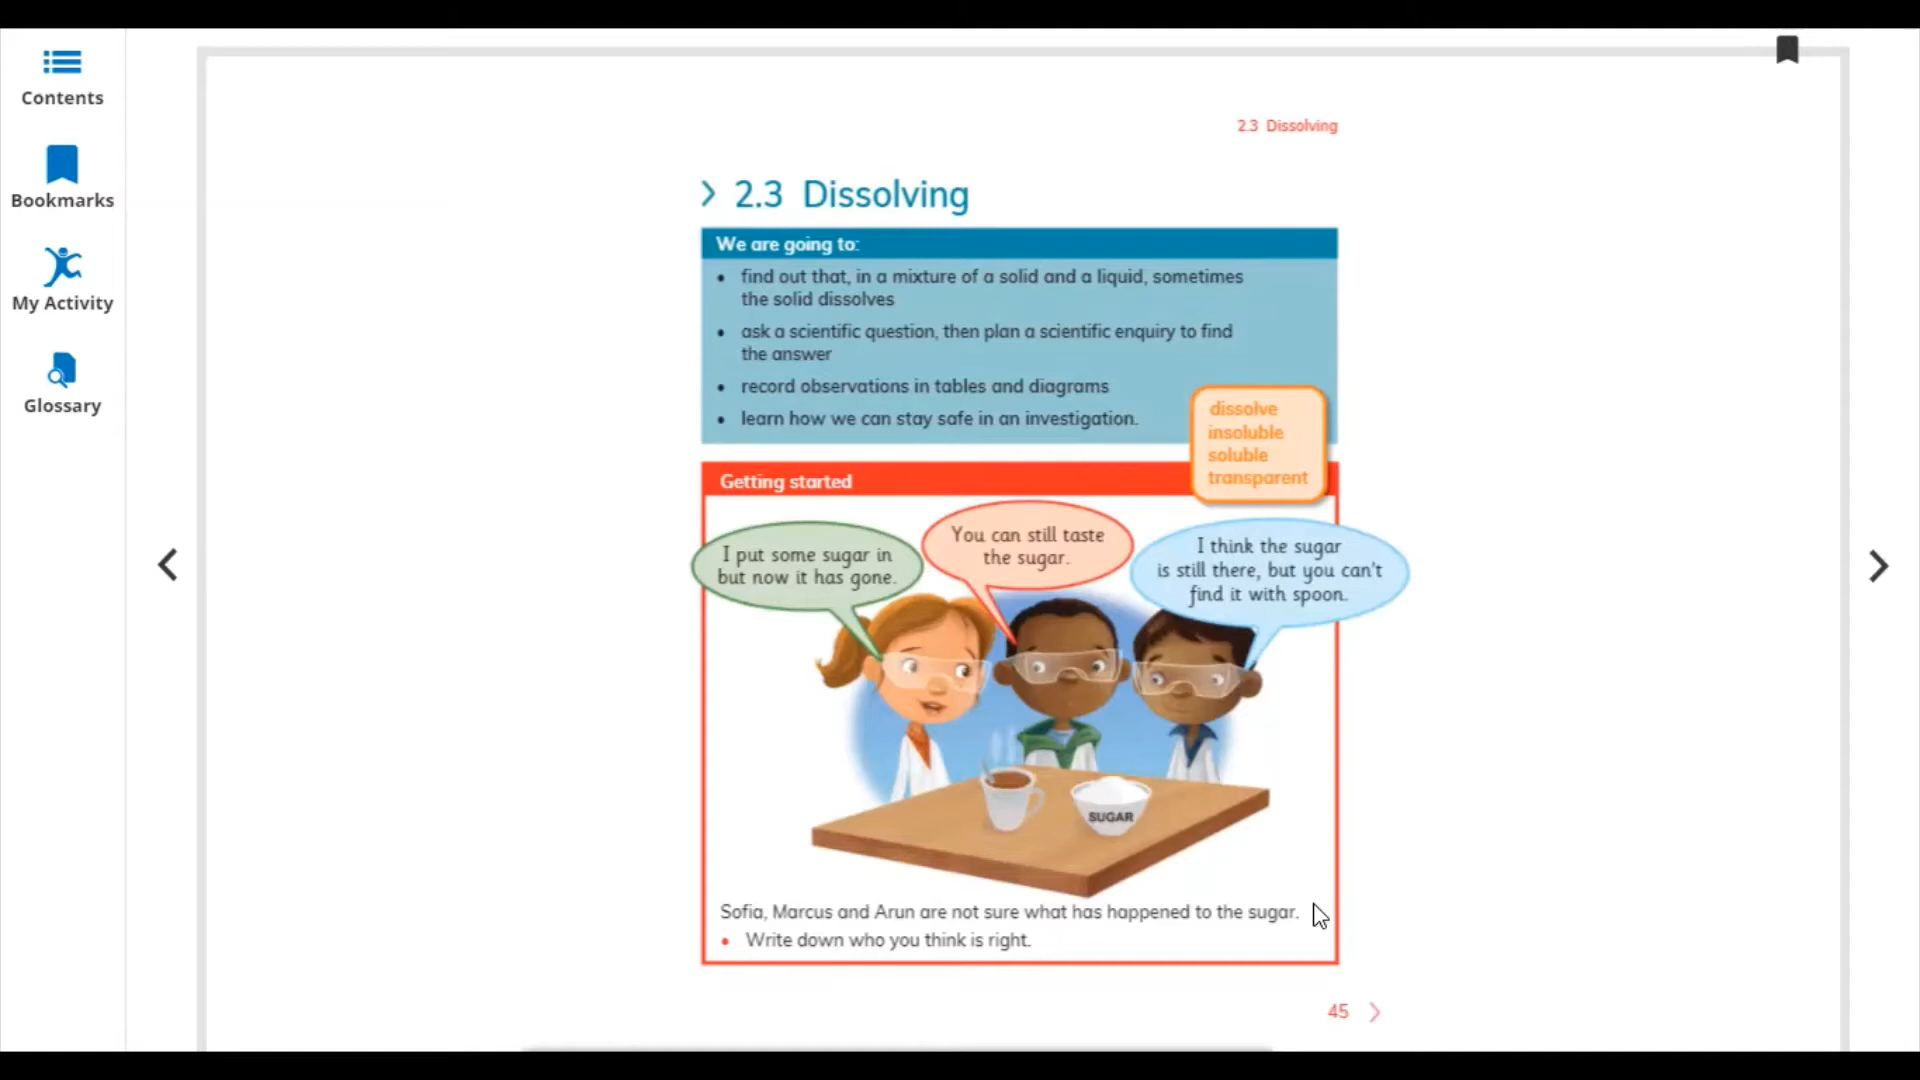 Contents
Bookmarks
My Activity
Glossary
2.3 Dissolving
2.3 Dissolving
We are going to:
• find out that, in a mixture of a solid and a liquid, sometimes
the solid dissolves
• ask a scientific question, then plan a scientific enquiry to find
the answer
• record observations in tables and diagrams
• learn how we can stay safe in an investigation.
dissolve
insoluble
soluble
transparent
Getting started
I put some sugar in
but now it has gone.
You can still taste
the sugar.
I think the sugar
is still there, but you can't
find it with spoon.
SUGAR
Sofia, Marcus and Arun are not sure what has happened to the sugar.
• Write down who you think is right.
45